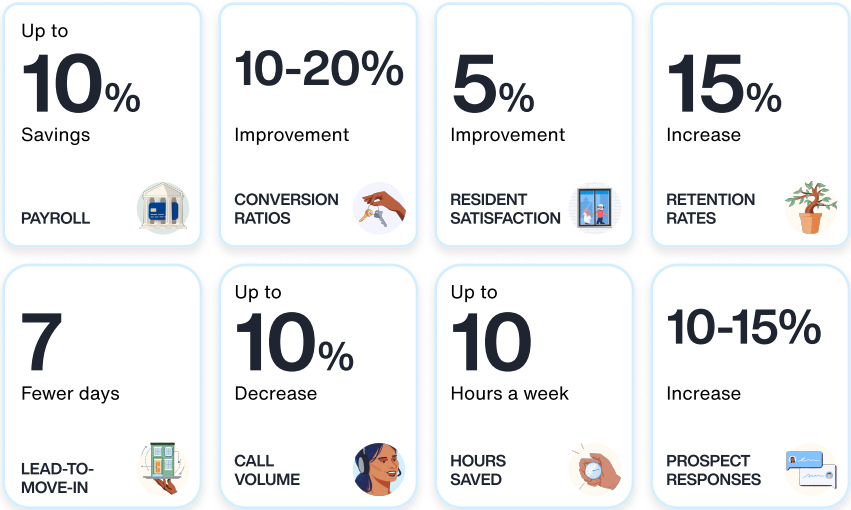 Up to
10%
Savings
PAYROLL
10-20%
Improvement
CONVERSION
RATIOS
5%
Improvement
RESIDENT
SATISFACTION
15%
Increase
RETENTION
RATES
7
Fewer days
LEAD-TO-
MOVE-IN
Up to
10%
Decrease
CALL
VOLUME
Up to
10
Hours a week
HOURS
SAVED
10-15%
Increase
PROSPECT
RESPONSES